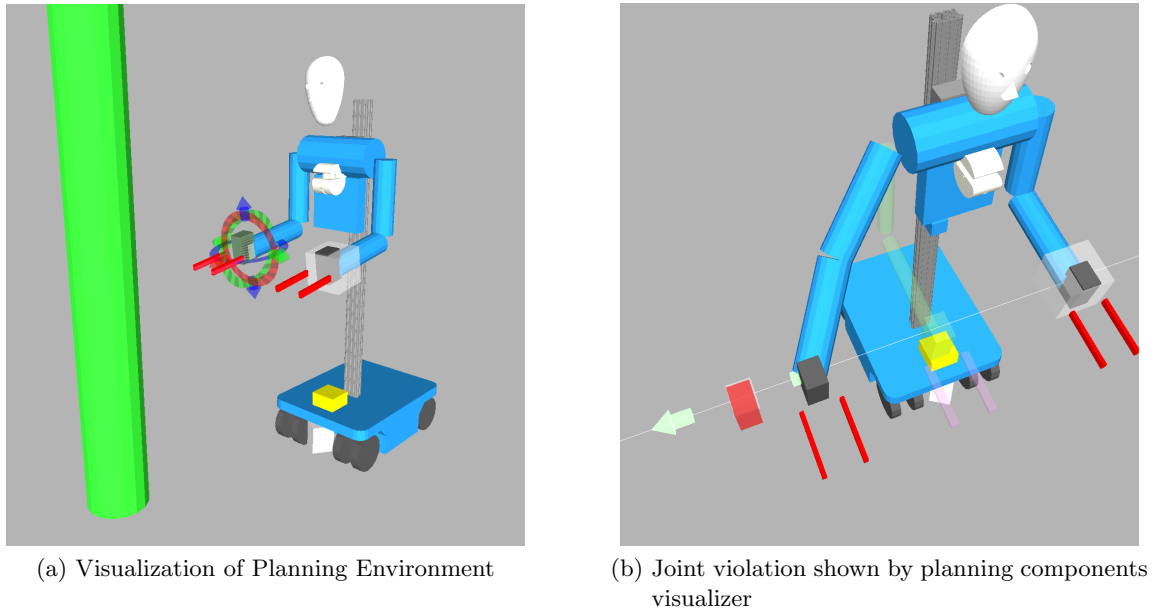 (a) Visualization of Planning Environment
(b) Joint violation shown by planning components
visualizer